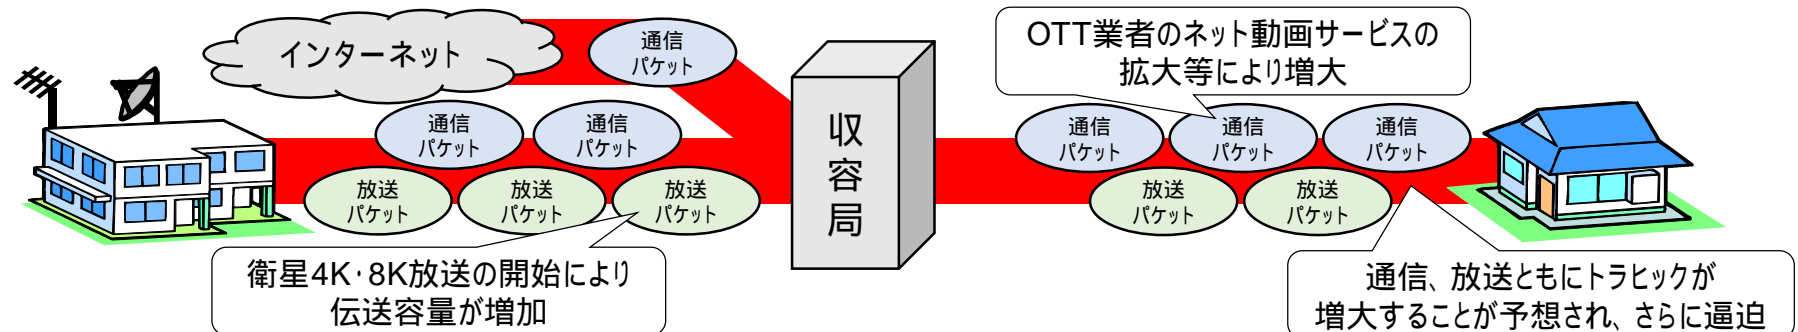 インターネット
通信
パケット
通信
パケット
通信
パケット
放送
パケット
放送
パケット
放送
パケット
衛星4K・8K放送の開始により
伝送容量が増加
収
容
局
OTT業者のネット動画サービスの
拡大等により増大
通信
パケット
通信
パケット
通信
パケット
放送
パケット
放送
パケット
通信、放送ともにトラヒックが
増大することが予想され、さらに逼迫